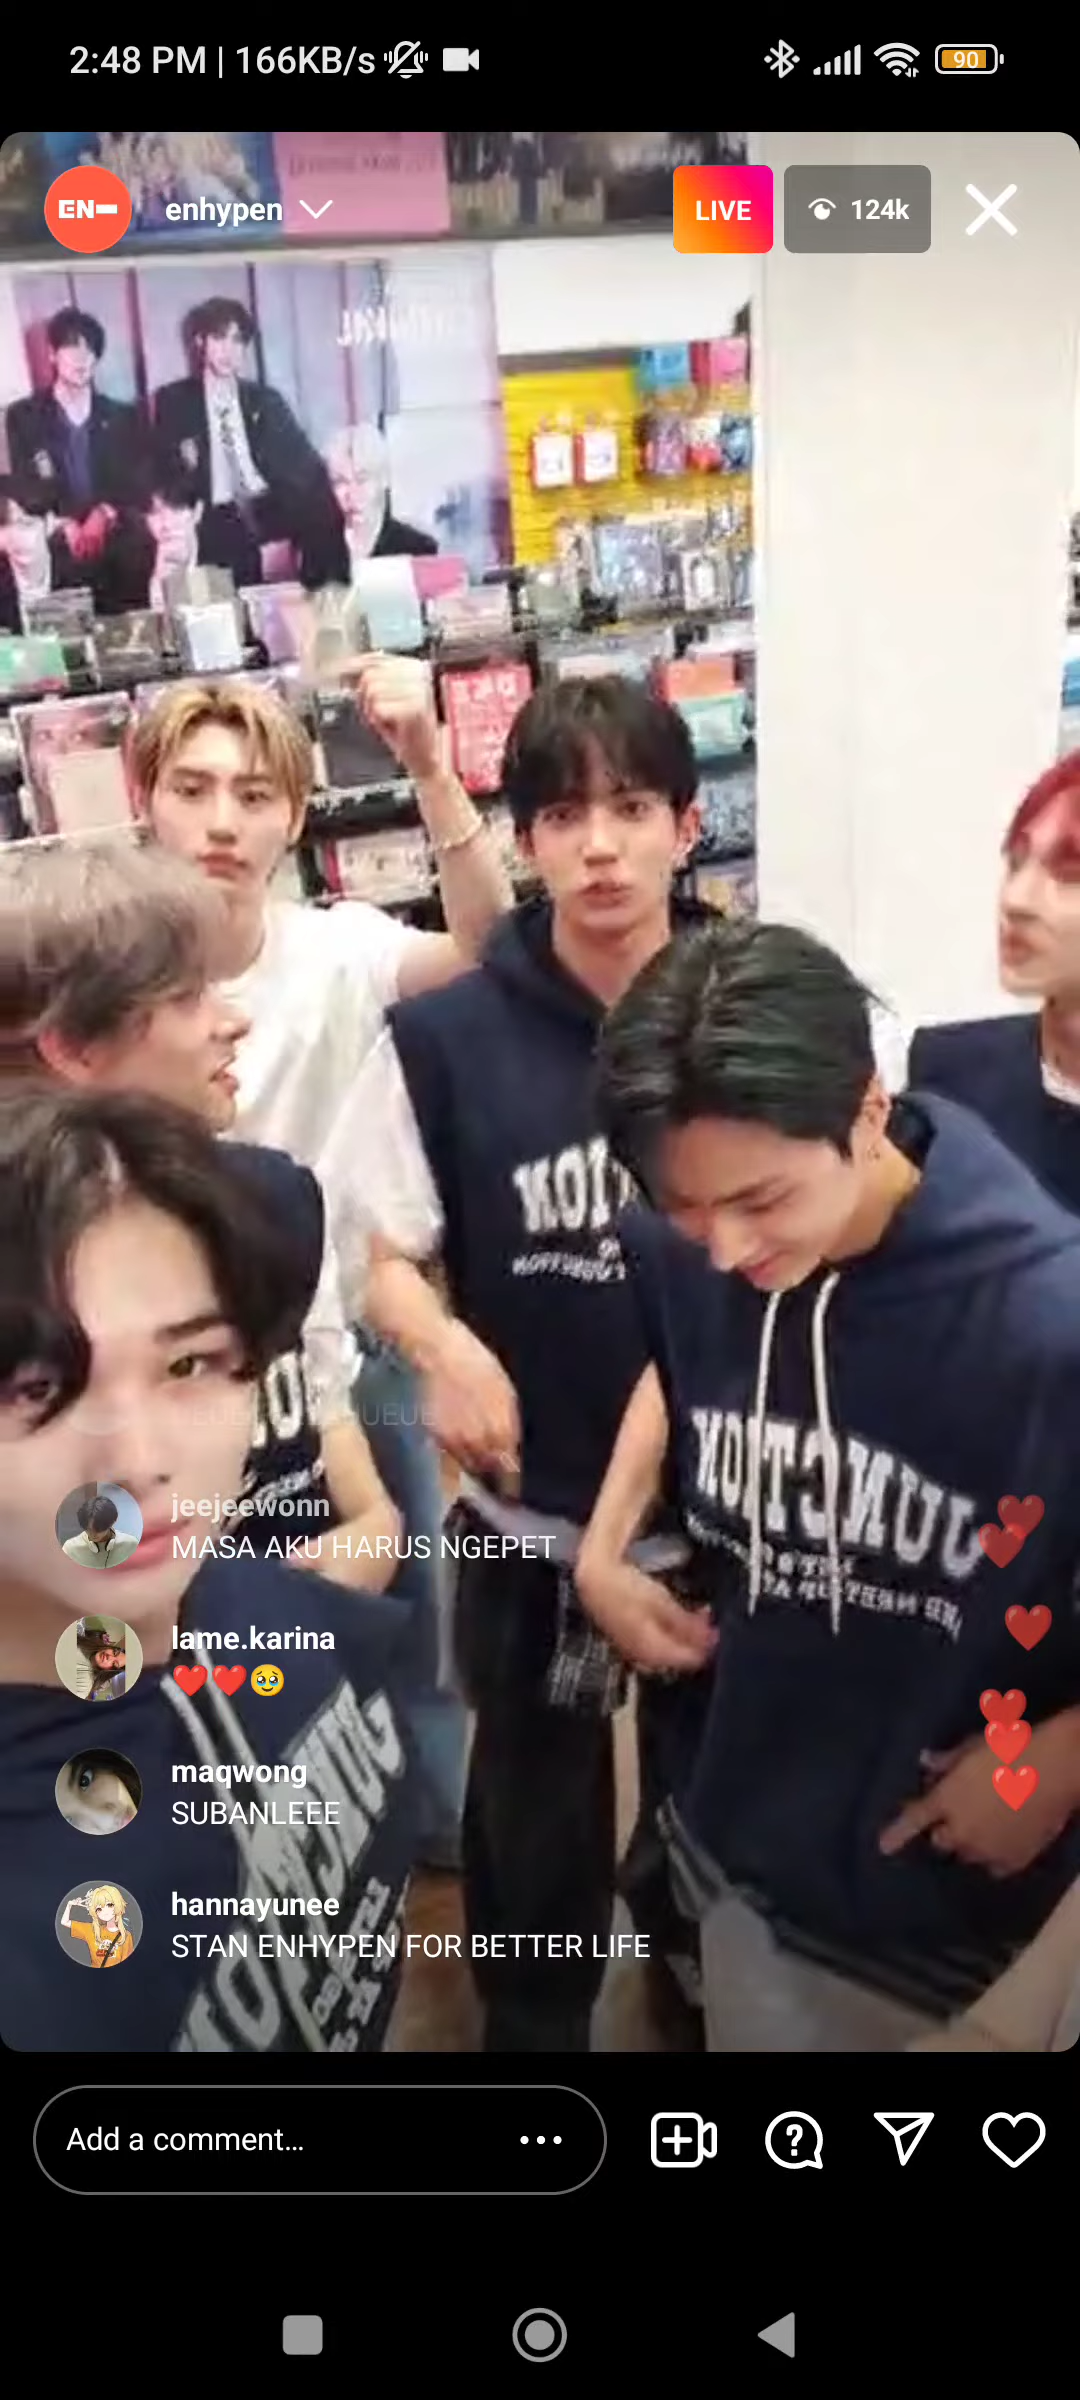 2:48 PM | 166KB/s
90
EN-
enhypen
LIVE
124k
jeejeewonn
MASA AKU HARUS NGEPET
lame.karina
❤️❤️🥹
maqwong
SUBANLEEE
hannayunee
STAN ENHYPEN FOR BETTER LIFE
JUNCTION
Add a comment...